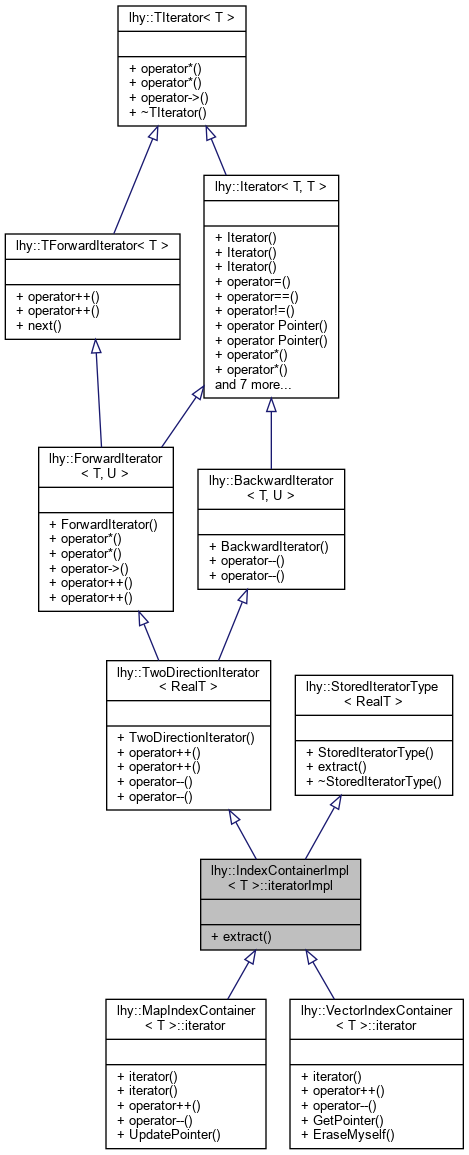 lhy::TIterator< T >
+ operator*()
+ operator*()
+ operator->()
+ ~TIterator()
lhy::Iterator< T, T >
+ Iterator()
+ Iterator()
+ Iterator()
+ operator=()
+ operator==()
+ operator!=()
+ operator Pointer()
+ operator Pointer()
+ operator*()
+ operator*()
and 7 more...
lhy::TForwardIterator< T >
+ operator++()
+ operator++()
+ next()
lhy::ForwardIterator
< T, U >
+ ForwardIterator()
+ operator*()
+ operator*()
+ operator->()
+ operator++()
+ operator++()
lhy::BackwardIterator
< T, U >
+ BackwardIterator()
+ operator--()
+ operator--()
lhy::TwoDirectionIterator
< RealT >
+ TwoDirectionIterator()
+ operator++()
+ operator++()
+ operator--()
+ operator--()
lhy::StoredIteratorType
< RealT >
+ StoredIteratorType()
+ extract()
+ ~StoredIteratorType()
lhy::IndexContainerImpl
< T >::iteratorImpl
+ extract()
lhy::MapIndexContainer
< T >::iterator
+ iterator()
+ iterator()
+ operator++()
+ operator--()
+ UpdatePointer()
lhy::VectorIndexContainer
< T >::iterator
+ iterator()
+ operator++()
+ operator--()
+ GetPointer()
+ EraseMyself()